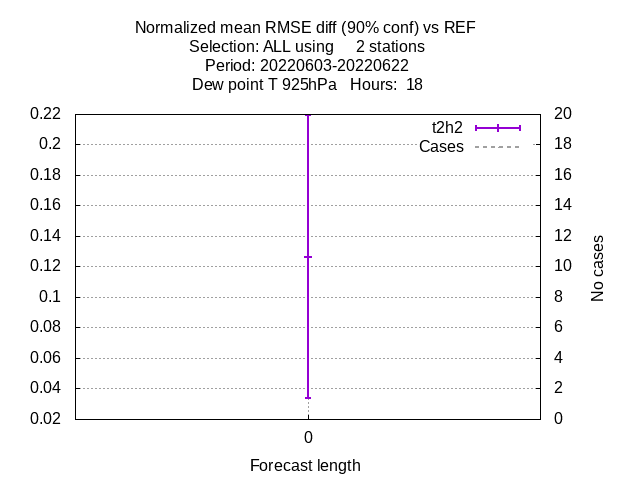 Normalized mean RMSE diff (90% conf) vs REF
Selection: ALL using     2 stations
Period: 20220603-20220622
Dew point T 925hPa   Hours:  18
0.22
0.2
0.18
0.16
0.14
0.12
0.1
0.08
0.06
0.04
0.02
t2h2
Cases
20
18
16
14
12
10
8
6
4
2
0
No cases
0
Forecast length